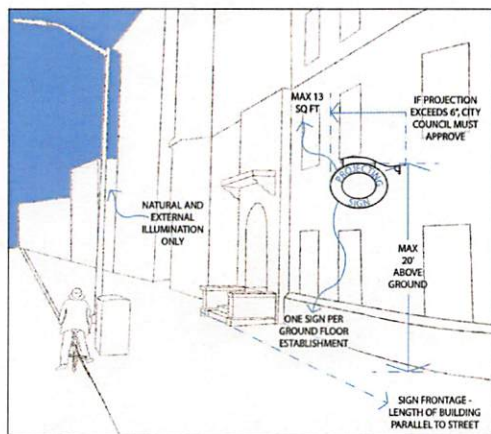 MAX 13
SQ FT
IF PROJECTION
EXCEEDS 6", CITY
COUNCIL MUST
APPROVE
PROJECTING
SIGN
NATURAL AND
EXTERNAL
ILLUMINATION
ONLY
MAX
20'
ABOVE
GROUND
ONE SIGN PER
GROUND FLOOR
ESTABLISHMENT
SIGN FRONTAGE -
LENGTH OF BUILDING
PARALLEL TO STREET